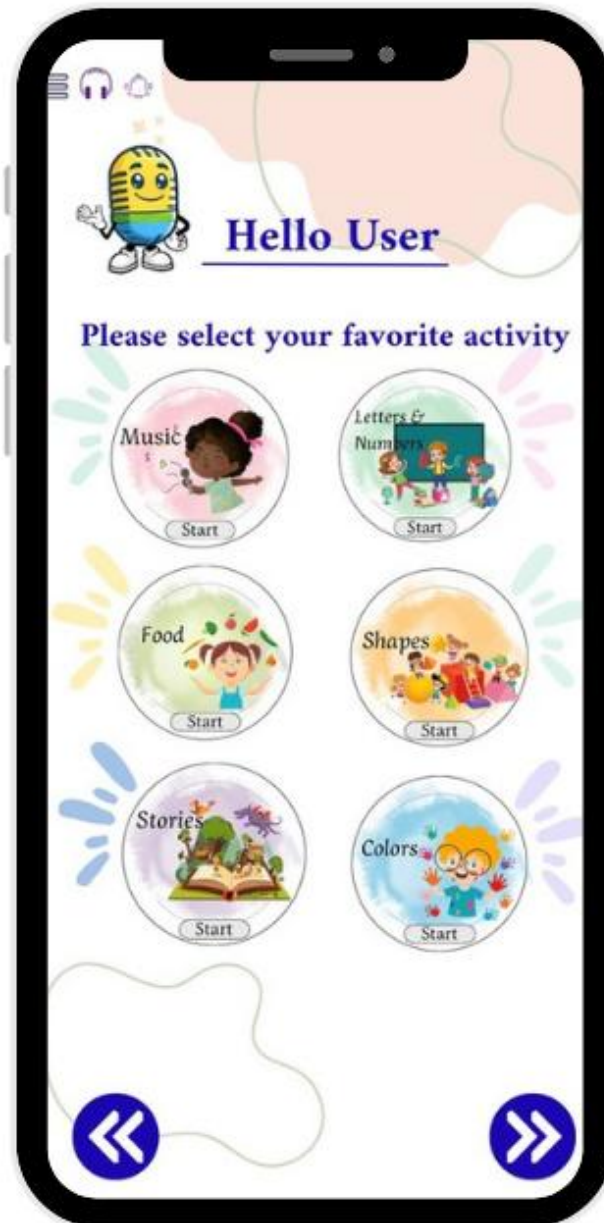 Hello User
Please select your favorite activity
Music
Start
Letters &
Numbers
Start
Food
Start
Shapes
Start
Stories
Start
Colors
Start